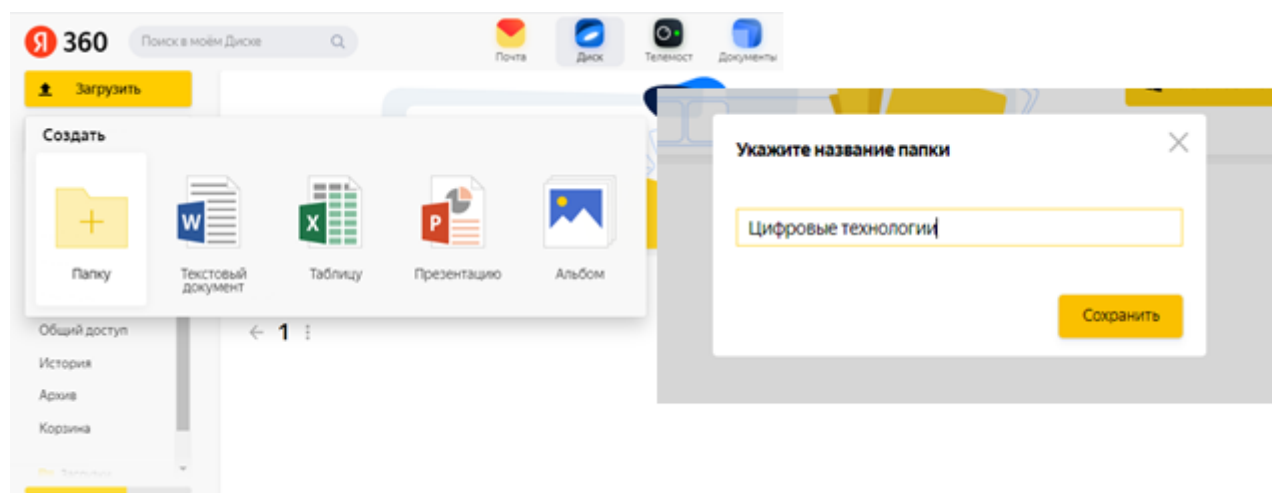 Я 360
Поиск в моём Диске
Почта
Диск
Телемост
Документы
Загрузить
Создать
W
X
P
Папку
Текстовый
документ
Таблицу
Презентацию
Альбом
Общий доступ
История
Архив
Корзина
Загрузки
← 1 ⋮
Укажите название папки
Цифровые технологии
Сохранить